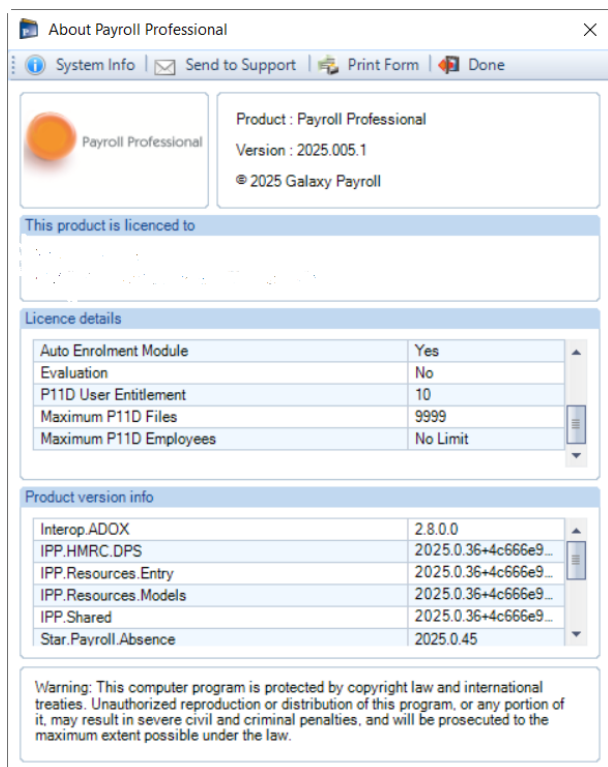 About Payroll Professional
System Info Send to Support Print Form Done
Payroll Professional
Product : Payroll Professional
Version : 2025.005.1
© 2025 Galaxy Payroll
This product is licenced to
Licence details
Auto Enrolment Module Yes
Evaluation No
P11D User Entitlement 10
Maximum P11D Files 9999
Maximum P11D Employees No Limit
Product version info
Interop.ADOX 2.8.0.0
IPP.HMRC.DPS 2025.0.36+4c666e9...
IPP.Resources.Entry 2025.0.36+4c666e9...
IPP.Resources.Models 2025.0.36+4c666e9...
IPP.Shared 2025.0.36+4c666e9...
Star.Payroll.Absence 2025.0.45
Warning: This computer program is protected by copyright law and international
treaties. Unauthorized reproduction or distribution of this program, or any portion of
it, may result in severe civil and criminal penalties, and will be prosecuted to the
maximum extent possible under the law.